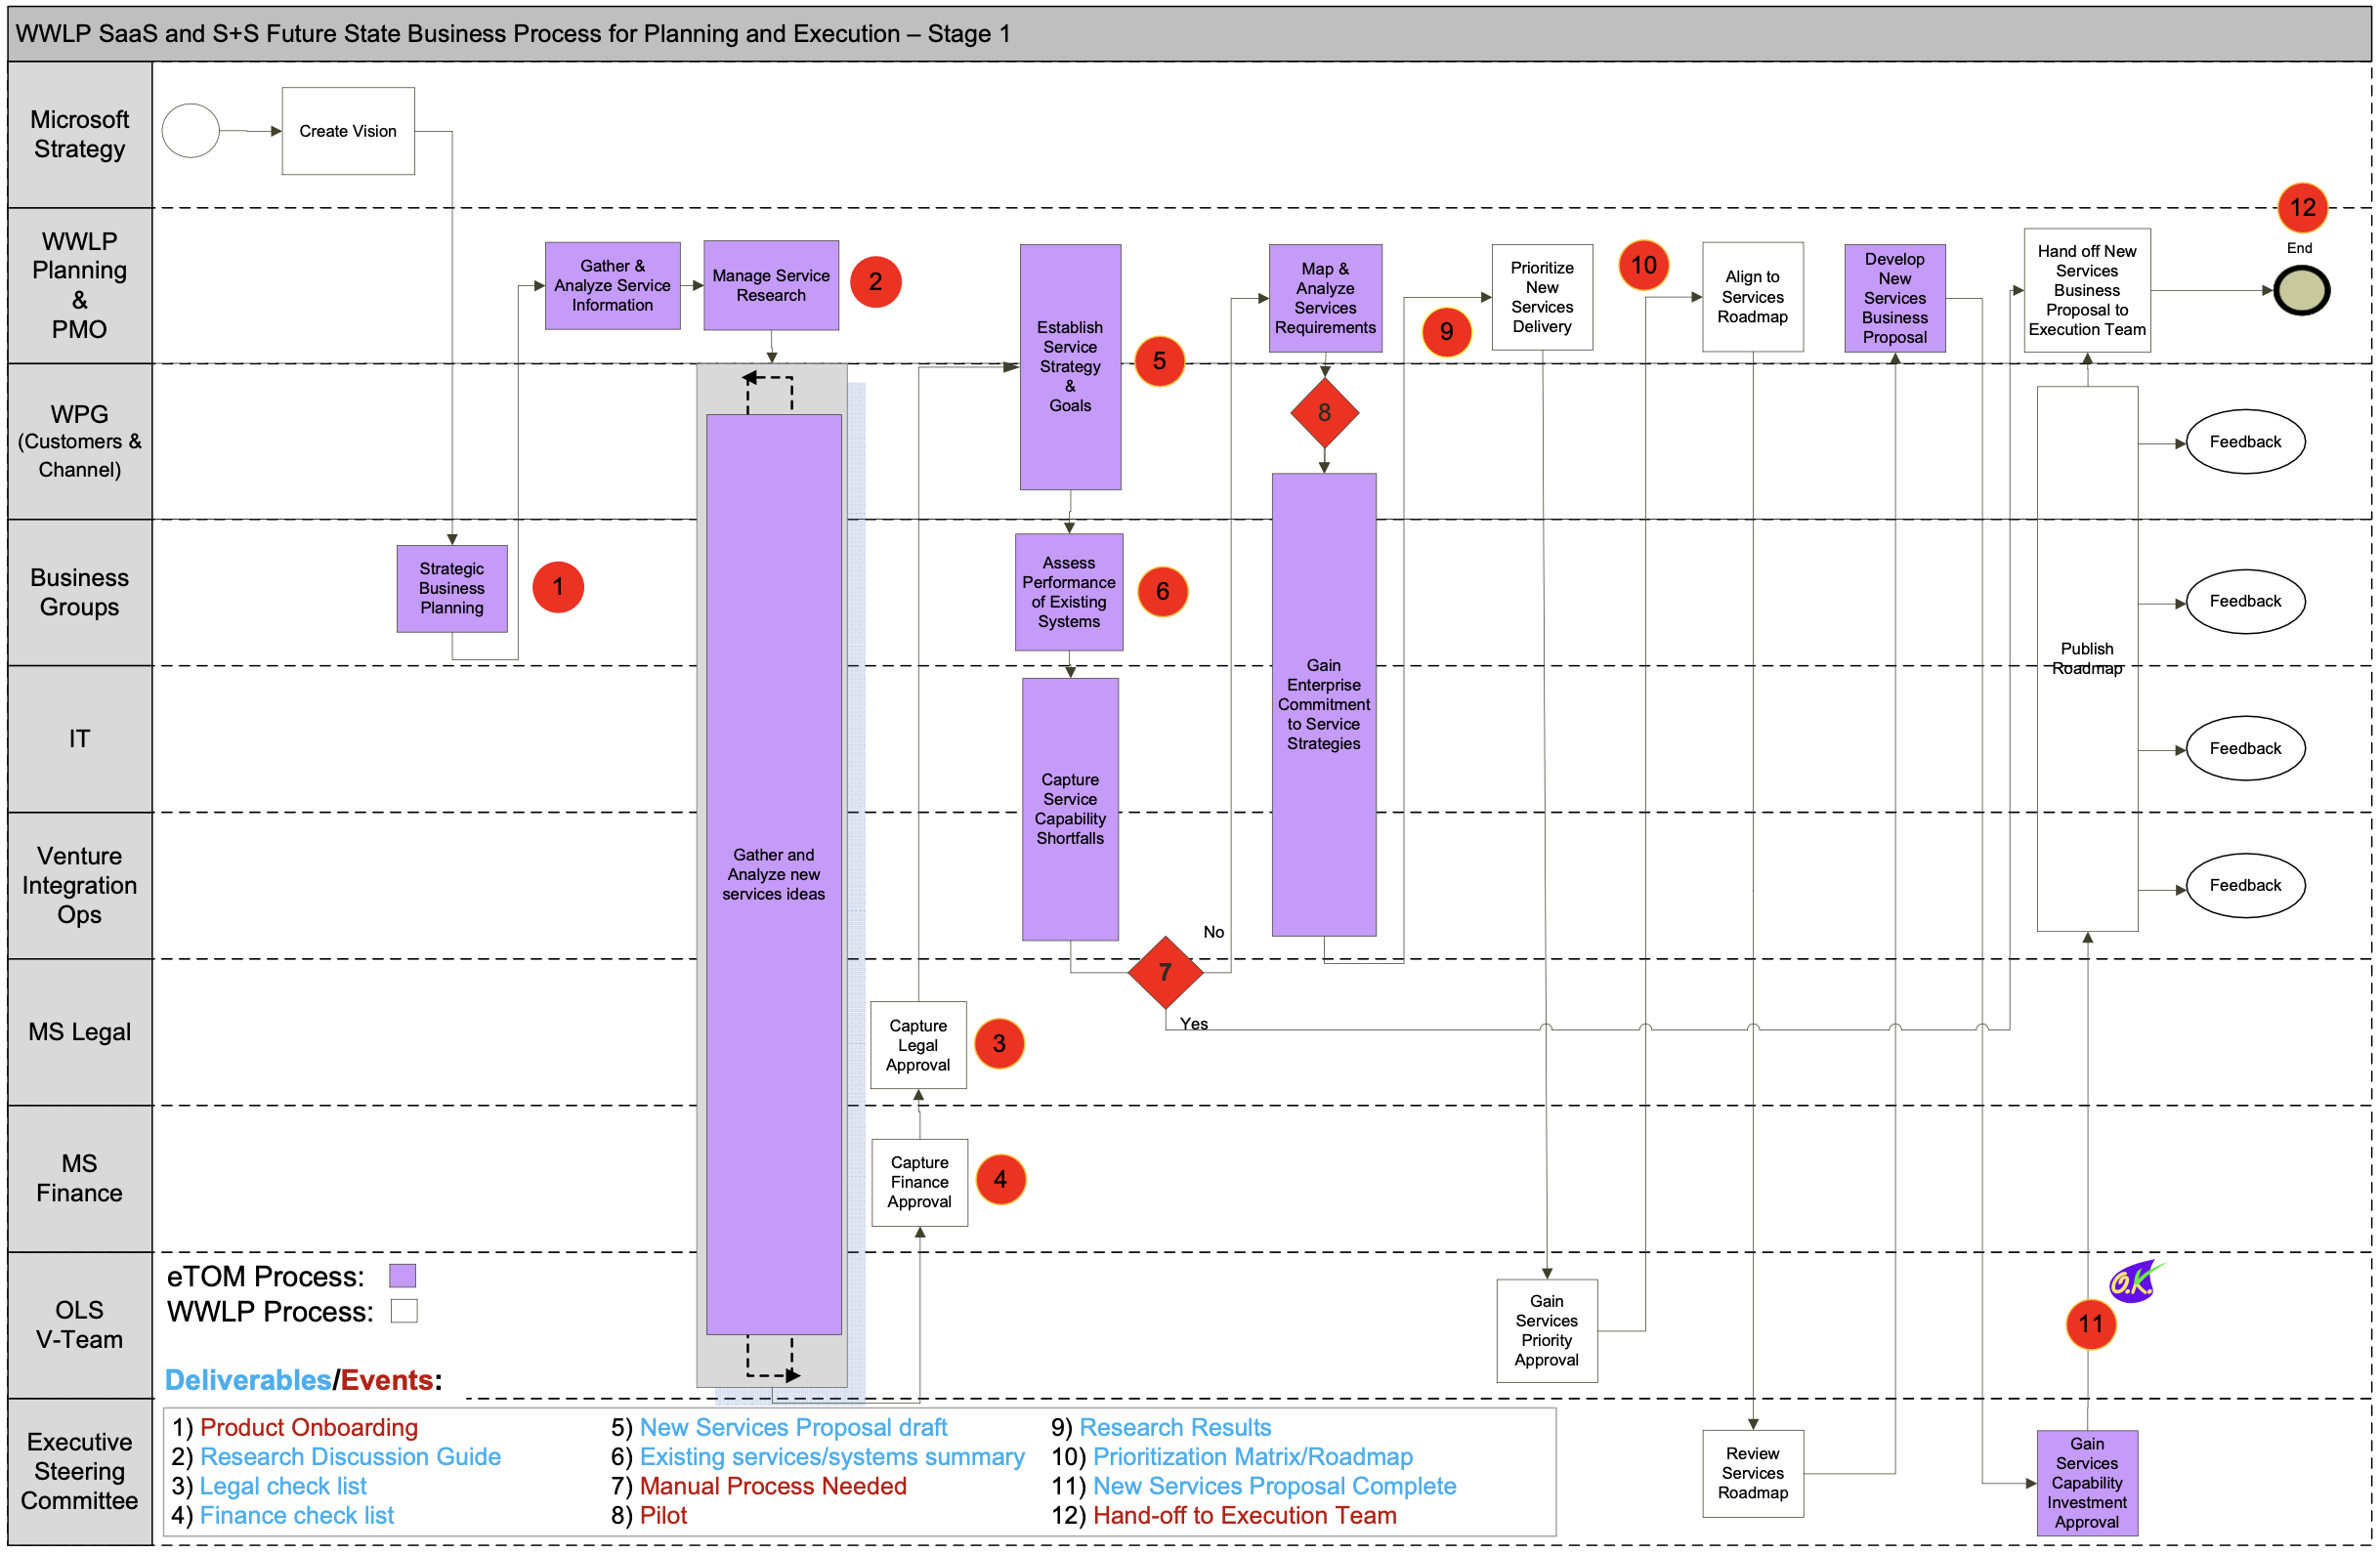 WWLP SaaS and S+S Future State Business Process for Planning and Execution – Stage 1
Microsoft
Strategy
Create Vision
WWLP
Planning
&
PMO
Gather &
Analyze Service
Information
Manage Service
Research
2
Establish
Service
Strategy
&
Goals
5
Map &
Analyze
Services
Requirements
9
Prioritize
New
Services
Delivery
10
Align to
Services
Roadmap
Develop
New
Services
Business
Proposal
Hand off New
Services
Business
Proposal to
Execution Team
12
End
WPG
(Customers &
Channel)
8
Feedback
Business
Groups
Strategic
Business
Planning
1
Assess
Performance
of Existing
Systems
6
Feedback
Publish
Roadmap
IT
Gain
Enterprise
Commitment
to Service
Strategies
Capture
Service
Capability
Shortfalls
Feedback
Venture
Integration
Ops
Gather and
Analyze new
services ideas
Feedback
No
7
Yes
MS Legal
Capture
Legal
Approval
3
MS
Finance
Capture
Finance
Approval
4
OLS
V-Team
eTOM Process:
WWLP Process:
Gain
Services
Priority
Approval
O.K.
11
Deliverables/Events:
Executive
Steering
Committee
1) Product Onboarding
2) Research Discussion Guide
3) Legal check list
4) Finance check list
5) New Services Proposal draft
6) Existing services/systems summary
7) Manual Process Needed
8) Pilot
9) Research Results
10) Prioritization Matrix/Roadmap
11) New Services Proposal Complete
12) Hand-off to Execution Team
Review
Services
Roadmap
Gain
Services
Capability
Investment
Approval